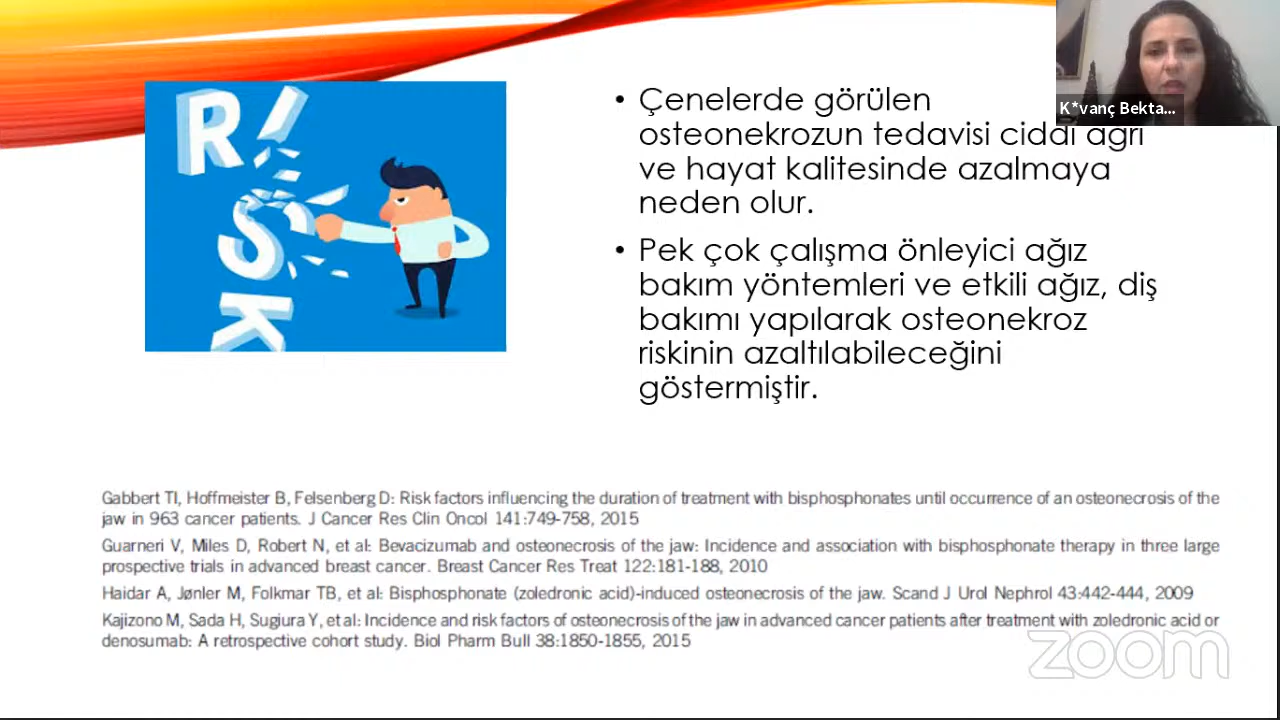 RISK
K*vanç Bekta...
• Çenelerde görülen
osteonekrozun tedavisi ciddi ağrı
ve hayat kalitesinde azalmaya
neden olur.
• Pek çok çalışma önleyici ağız
bakım yöntemleri ve etkili ağız, diş
bakımı yapılarak osteonekroz
riskinin azaltılabileceğini
göstermiştir.
Gabbert TI, Hoffmeister B, Felsenberg D: Risk factors influencing the duration of treatment with bisphosphonates until occurrence of an osteonecrosis of the
jaw in 963 cancer patients. J Cancer Res Clin Oncol 141:749-758, 2015
Guarneri V, Miles D, Robert N, et al: Bevacizumab and osteonecrosis of the jaw: Incidence and association with bisphosphonate therapy in three large
prospective trials in advanced breast cancer. Breast Cancer Res Treat 122:181-188, 2010
Haidar A, Jønler M, Folkmar TB, et al: Bisphosphonate (zoledronic acid)-induced osteonecrosis of the jaw. Scand J Urol Nephrol 43:442-444, 2009
Kajizono M, Sada H, Sugiura Y, et al: Incidence and risk factors of osteonecrosis of the jaw in advanced cancer patients after treatment with zoledronic acid or
denosumab: A retrospective cohort study. Biol Pharm Bull 38:1850-1855, 2015
zoom